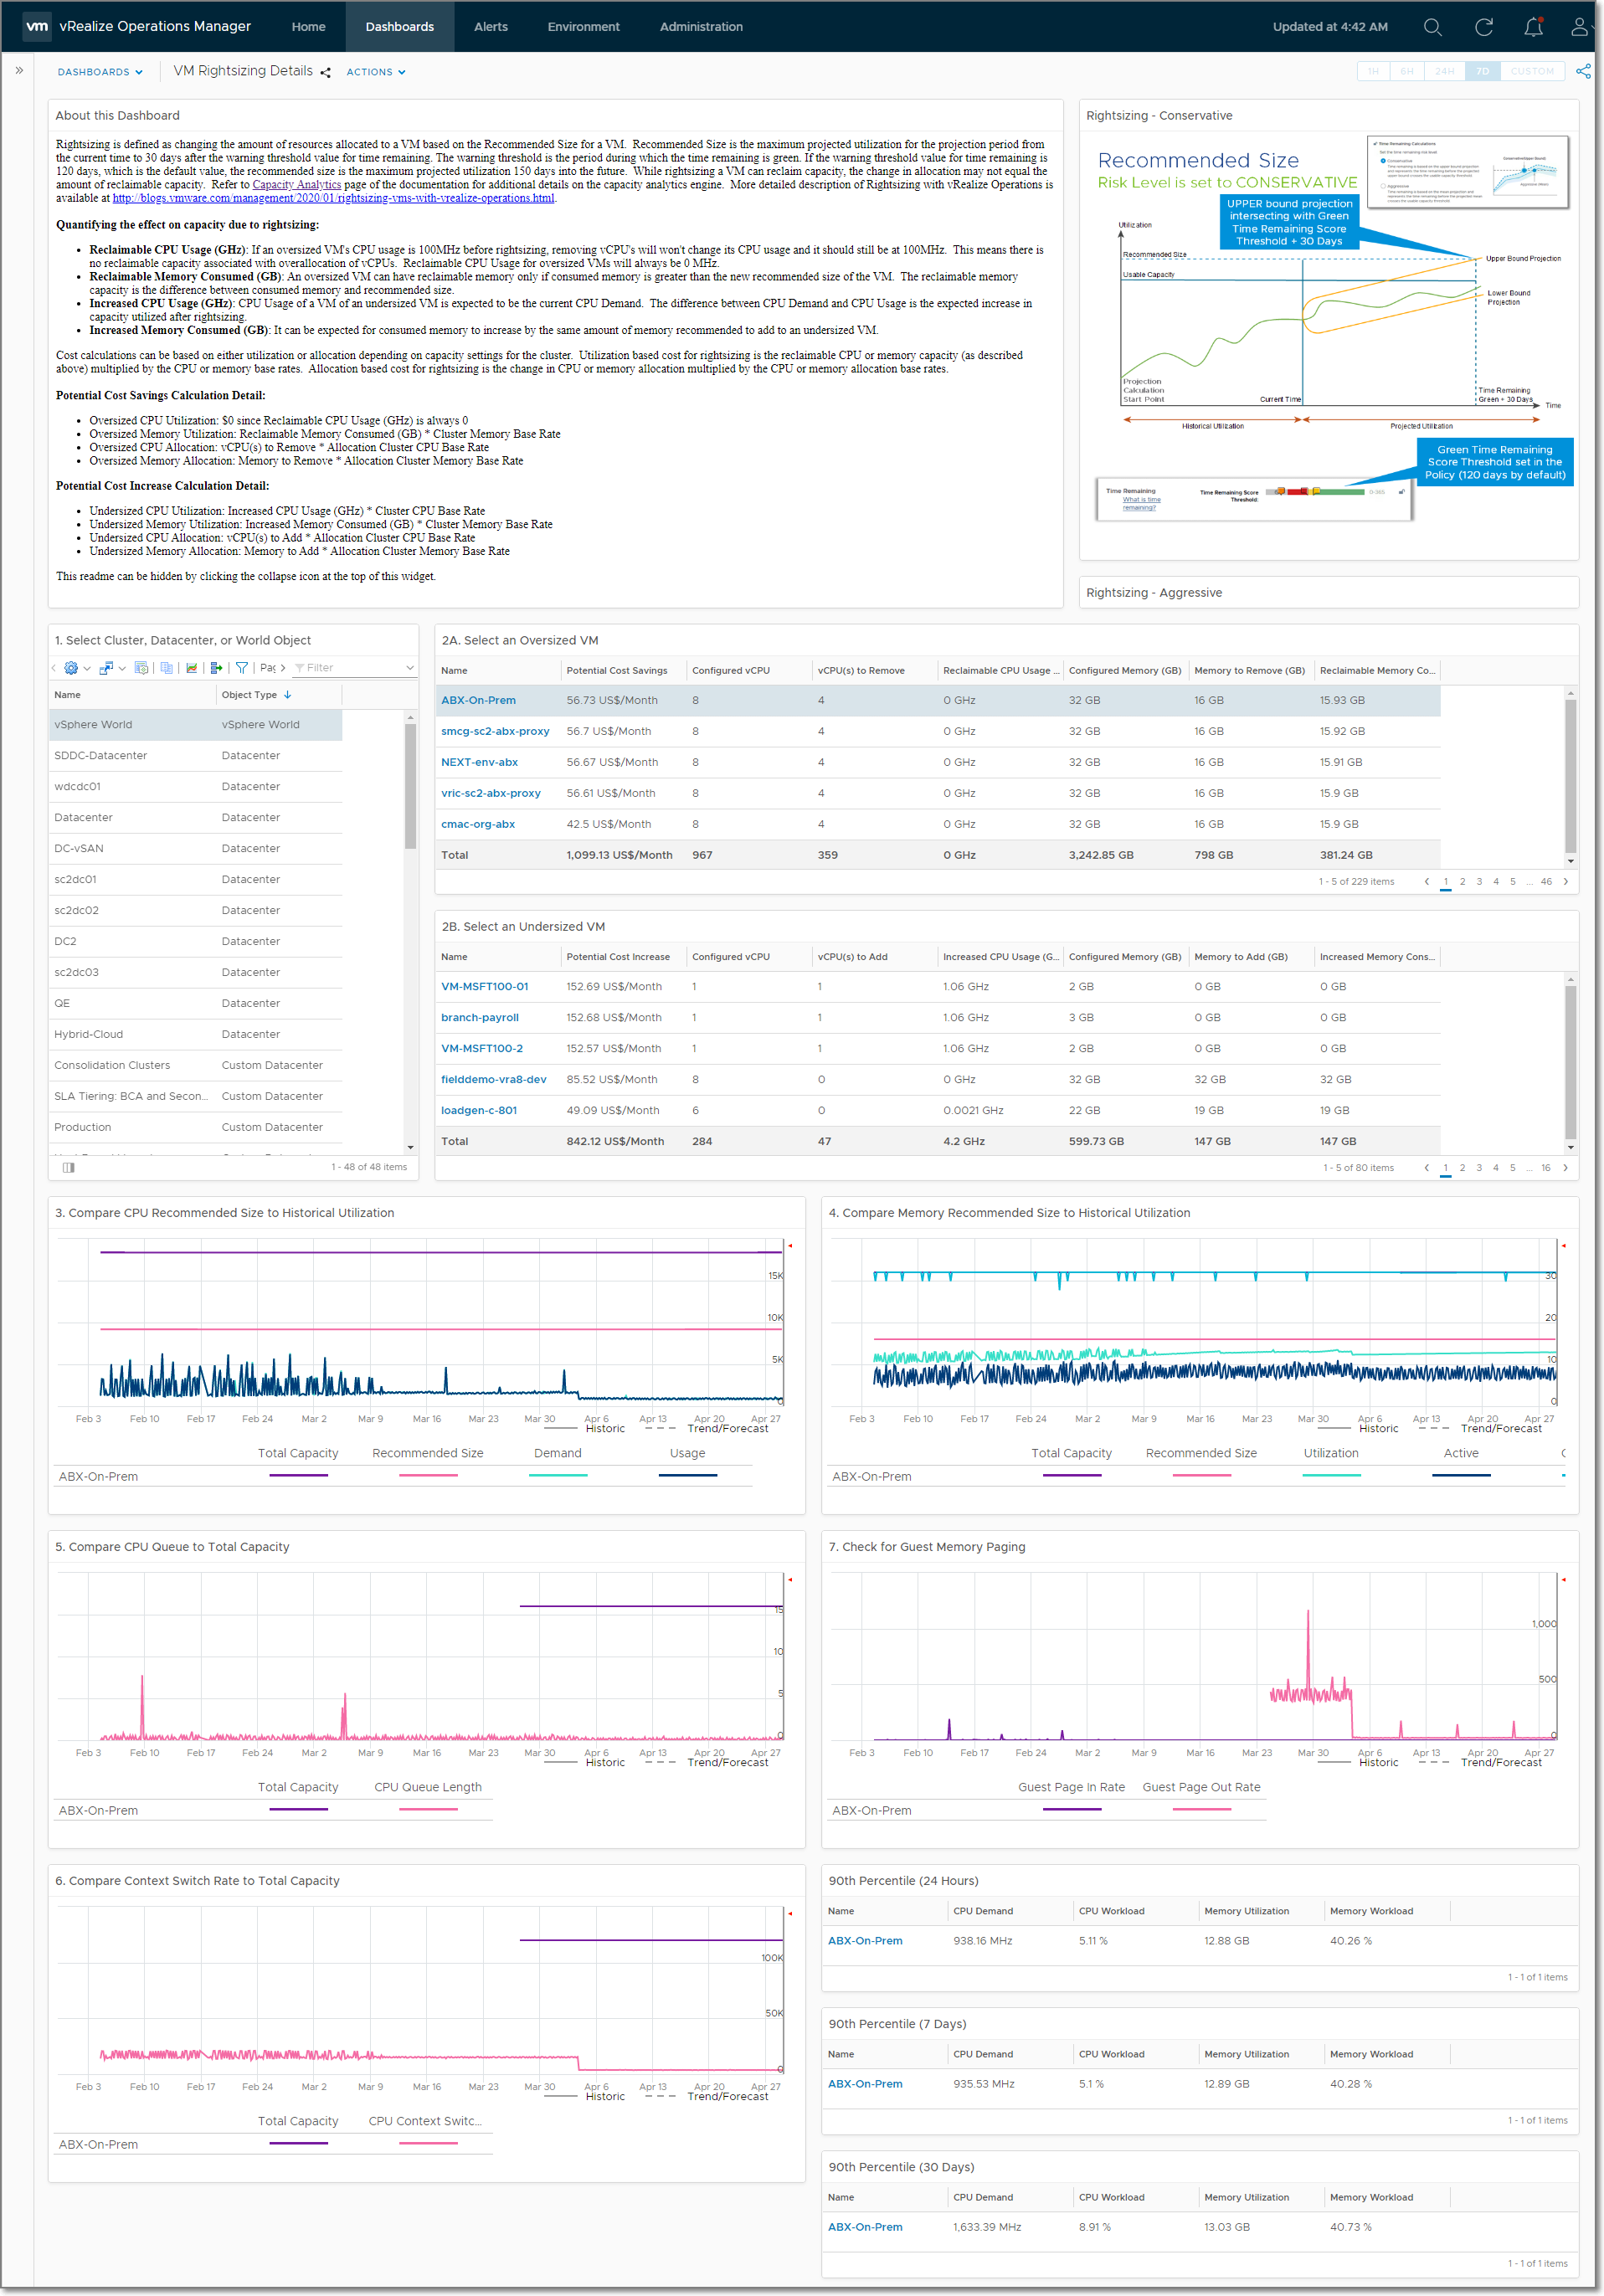 vm vRealize Operations Manager Home Dashboards Alerts Environment Administration Updated at 4:42 AM
DASHBOARDS VM Rightsizing Details ACTIONS 1H 6H 24H 7D CUSTOM
About this Dashboard
Rightsizing is defined as changing the amount of resources allocated to a VM based on the Recommended Size for a VM. Recommended Size is the maximum projected utilization for the projection period from
the current time to 30 days after the warning threshold value for time remaining. The warning threshold is the period during which the time remaining is green. If the warning threshold value for time remaining is
120 days, which is the default value, the recommended size is the maximum projected utilization 150 days into the future. While rightsizing a VM can reclaim capacity, the change in allocation may not equal the
amount of reclaimable capacity. Refer to Capacity Analytics page of the documentation for additional details on the capacity analytics engine. More detailed description of Rightsizing with vRealize Operations is
available at http://blogs.vmware.com/management/2020/01/rightsizing-vms-with-vrealize-operations.html.
Quantifying the effect on capacity due to rightsizing:
• Reclaimable CPU Usage (GHz): If an oversized VM's CPU usage is 100MHz before rightsizing, removing vCPU's will won't change its CPU usage and it should still be at 100MHz. This means there is
no reclaimable capacity associated with overallocation of vCPUs. Reclaimable CPU Usage for oversized VMs will always be 0 MHz.
• Reclaimable Memory Consumed (GB): An oversized VM can have reclaimable memory only if consumed memory is greater than the new recommended size of the VM. The reclaimable memory
capacity is the difference between consumed memory and recommended size.
• Increased CPU Usage (GHz): CPU Usage of a VM of an undersized VM is expected to be the current CPU Demand. The difference between CPU Demand and CPU Usage is the expected increase in
capacity utilized after rightsizing.
• Increased Memory Consumed (GB): It can be expected for consumed memory to increase by the same amount of memory recommended to add to an undersized VM.
Cost calculations can be based on either utilization or allocation depending on capacity settings for the cluster. Utilization based cost for rightsizing is the reclaimable CPU or memory capacity (as described
above) multiplied by the CPU or memory base rates. Allocation based cost for rightsizing is the change in CPU or memory allocation multiplied by the CPU or memory allocation base rates.
Potential Cost Savings Calculation Detail:
• Oversized CPU Utilization: $0 since Reclaimable CPU Usage (GHz) is always 0
• Oversized Memory Utilization: Reclaimable Memory Consumed (GB) * Cluster Memory Base Rate
• Oversized CPU Allocation: vCPU(s) to Remove * Allocation Cluster CPU Base Rate
• Oversized Memory Allocation: Memory to Remove * Allocation Cluster Memory Base Rate
Potential Cost Increase Calculation Detail:
• Undersized CPU Utilization: Increased CPU Usage (GHz) * Cluster CPU Base Rate
• Undersized Memory Utilization: Increased Memory Consumed (GB) * Cluster Memory Base Rate
• Undersized CPU Allocation: vCPU(s) to Add * Allocation Cluster CPU Base Rate
• Undersized Memory Allocation: Memory to Add * Allocation Cluster Memory Base Rate
This readme can be hidden by clicking the collapse icon at the top of this widget.
Rightsizing - Conservative
Recommended Size
Risk Level is set to CONSERVATIVE
Time Remaining Calculations
Conservative
Aggressive
UPPER bound projection
intersecting with Green
Time Remaining Score
Threshold + 30 Days
Utilization
Recommended Size
Usable Capacity
Upper Bound Projection
Lower Bound
Projection
Projection
Calculation
Start Point
Current Time
Time Remaining
Green + 30 Days
Time
Historical Utilization Projected Utilization
Green Time Remaining
Score Threshold set in the
Policy (120 days by default)
Time Remaining
What is time
remaining?
Time Remaining Score
Threshold:
Rightsizing - Aggressive
1. Select Cluster, Datacenter, or World Object
Pag Filter
Name Object Type
vSphere World vSphere World
SDDC-Datacenter Datacenter
wdcdc01 Datacenter
Datacenter Datacenter
DC-vSAN Datacenter
sc2dc01 Datacenter
sc2dc02 Datacenter
DC2 Datacenter
sc2dc03 Datacenter
QE Datacenter
Hybrid-Cloud Datacenter
Consolidation Clusters Custom Datacenter
SLA Tiering: BCA and Secon... Custom Datacenter
Production Custom Datacenter
1 - 48 of 48 items
2A. Select an Oversized VM
Name Potential Cost Savings Configured vCPU vCPU(s) to Remove Reclaimable CPU Usage ... Configured Memory (GB) Memory to Remove (GB) Reclaimable Memory Co...
ABX-On-Prem 56.73 US$/Month 8 4 0 GHz 32 GB 16 GB 15.93 GB
smcg-sc2-abx-proxy 56.7 US$/Month 8 4 0 GHz 32 GB 16 GB 15.92 GB
NEXT-env-abx 56.67 US$/Month 8 4 0 GHz 32 GB 16 GB 15.91 GB
vric-sc2-abx-proxy 56.61 US$/Month 8 4 0 GHz 32 GB 16 GB 15.9 GB
cmac-org-abx 42.5 US$/Month 8 4 0 GHz 32 GB 16 GB 15.9 GB
Total 1,099.13 US$/Month 967 359 0 GHz 3,242.85 GB 798 GB 381.24 GB
1 - 5 of 229 items 1 2 3 4 5 ... 46
2B. Select an Undersized VM
Name Potential Cost Increase Configured vCPU vCPU(s) to Add Increased CPU Usage (G... Configured Memory (GB) Memory to Add (GB) Increased Memory Cons...
VM-MSFT100-01 152.69 US$/Month 1 1 1.06 GHz 2 GB 0 GB 0 GB
branch-payroll 152.68 US$/Month 1 1 1.06 GHz 3 GB 0 GB 0 GB
VM-MSFT100-2 152.57 US$/Month 1 1 1.06 GHz 2 GB 0 GB 0 GB
fielddemo-vra8-dev 85.52 US$/Month 8 0 0 GHz 32 GB 32 GB 32 GB
loadgen-c-801 49.09 US$/Month 6 0 0.0021 GHz 22 GB 19 GB 19 GB
Total 842.12 US$/Month 284 47 4.2 GHz 599.73 GB 147 GB 147 GB
1 - 5 of 80 items 1 2 3 4 5 ... 16
3. Compare CPU Recommended Size to Historical Utilization
15K
10K
5K
0
Feb 3 Feb 10 Feb 17 Feb 24 Mar 2 Mar 9 Mar 16 Mar 23 Mar 30 Apr 6 Apr 13 Apr 20 Apr 27
Historic Trend/Forecast
Total Capacity Recommended Size Demand Usage
ABX-On-Prem
4. Compare Memory Recommended Size to Historical Utilization
30
20
10
0
Feb 3 Feb 10 Feb 17 Feb 24 Mar 2 Mar 9 Mar 16 Mar 23 Mar 30 Apr 6 Apr 13 Apr 20 Apr 27
Historic Trend/Forecast
Total Capacity Recommended Size Utilization Active
ABX-On-Prem
5. Compare CPU Queue to Total Capacity
15
10
5
0
Feb 3 Feb 10 Feb 17 Feb 24 Mar 2 Mar 9 Mar 16 Mar 23 Mar 30 Apr 6 Apr 13 Apr 20 Apr 27
Historic Trend/Forecast
Total Capacity CPU Queue Length
ABX-On-Prem
7. Check for Guest Memory Paging
1,000
500
0
Feb 3 Feb 10 Feb 17 Feb 24 Mar 2 Mar 9 Mar 16 Mar 23 Mar 30 Apr 6 Apr 13 Apr 20 Apr 27
Historic Trend/Forecast
Guest Page In Rate Guest Page Out Rate
ABX-On-Prem
6. Compare Context Switch Rate to Total Capacity
100K
50K
0
Feb 3 Feb 10 Feb 17 Feb 24 Mar 2 Mar 9 Mar 16 Mar 23 Mar 30 Apr 6 Apr 13 Apr 20 Apr 27
Historic Trend/Forecast
Total Capacity CPU Context Switc...
ABX-On-Prem
90th Percentile (24 Hours)
Name CPU Demand CPU Workload Memory Utilization Memory Workload
ABX-On-Prem 938.16 MHz 5.11 % 12.88 GB 40.26 %
1 - 1 of 1 items
90th Percentile (7 Days)
Name CPU Demand CPU Workload Memory Utilization Memory Workload
ABX-On-Prem 935.53 MHz 5.1 % 12.89 GB 40.28 %
1 - 1 of 1 items
90th Percentile (30 Days)
Name CPU Demand CPU Workload Memory Utilization Memory Workload
ABX-On-Prem 1,633.39 MHz 8.91 % 13.03 GB 40.73 %
1 - 1 of 1 items